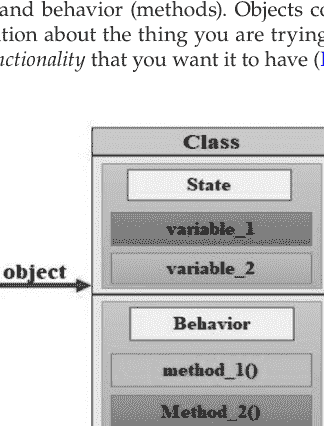 and behavior (methods). Objects co
tion about the thing you are trying
nctionality that you want it to have (
Class
State
variable_1
variable_2
object
Behavior
method_1()
Method_2()